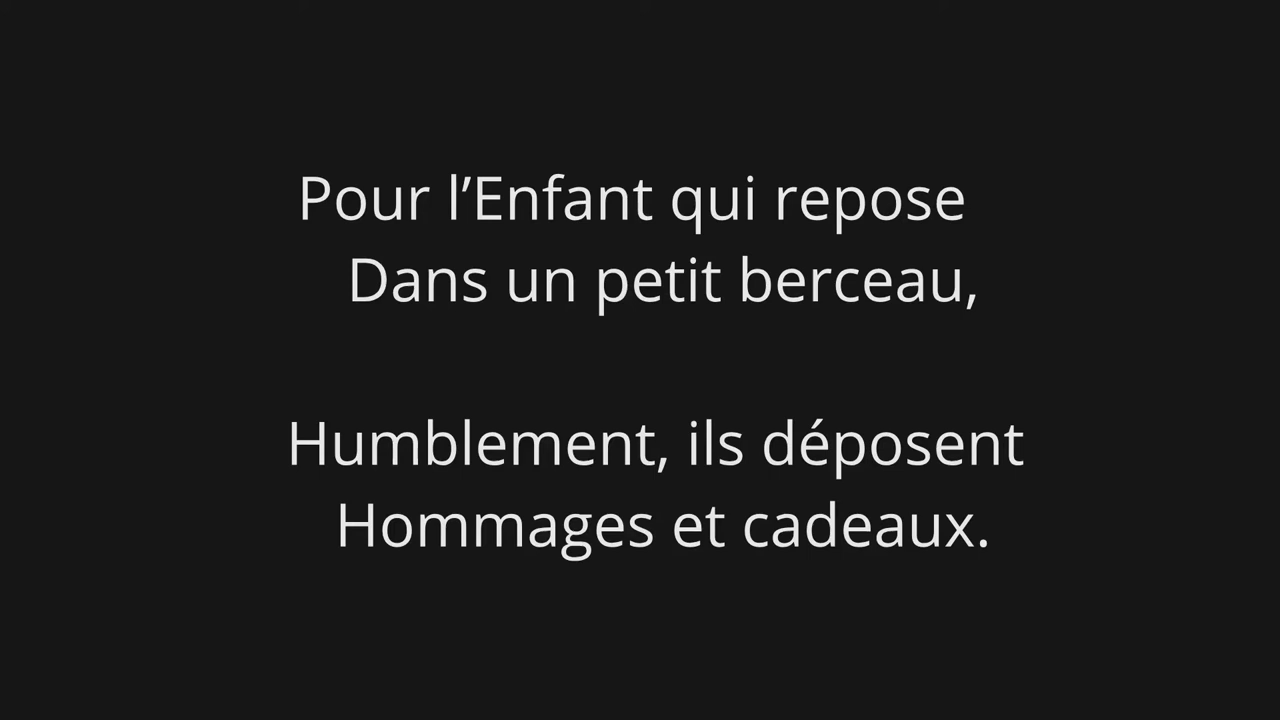 Pour l’Enfant qui repose
Dans un petit berceau,
Humblement, ils déposent
Hommages et cadeaux.